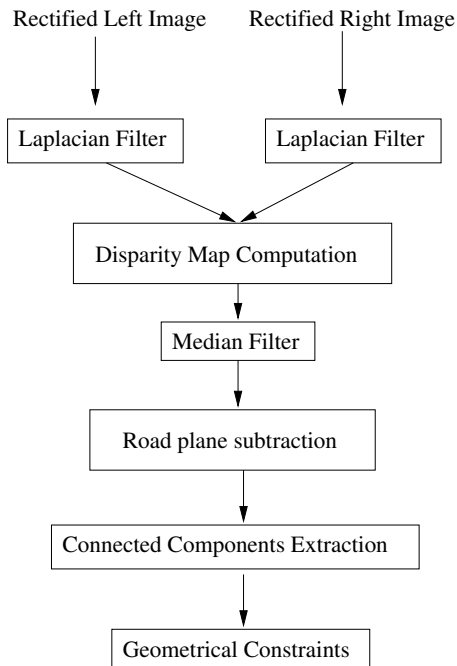 Rectified Left Image
Rectified Right Image
Laplacian Filter
Laplacian Filter
Disparity Map Computation
Median Filter
Road plane subtraction
Connected Components Extraction
Geometrical Constraints